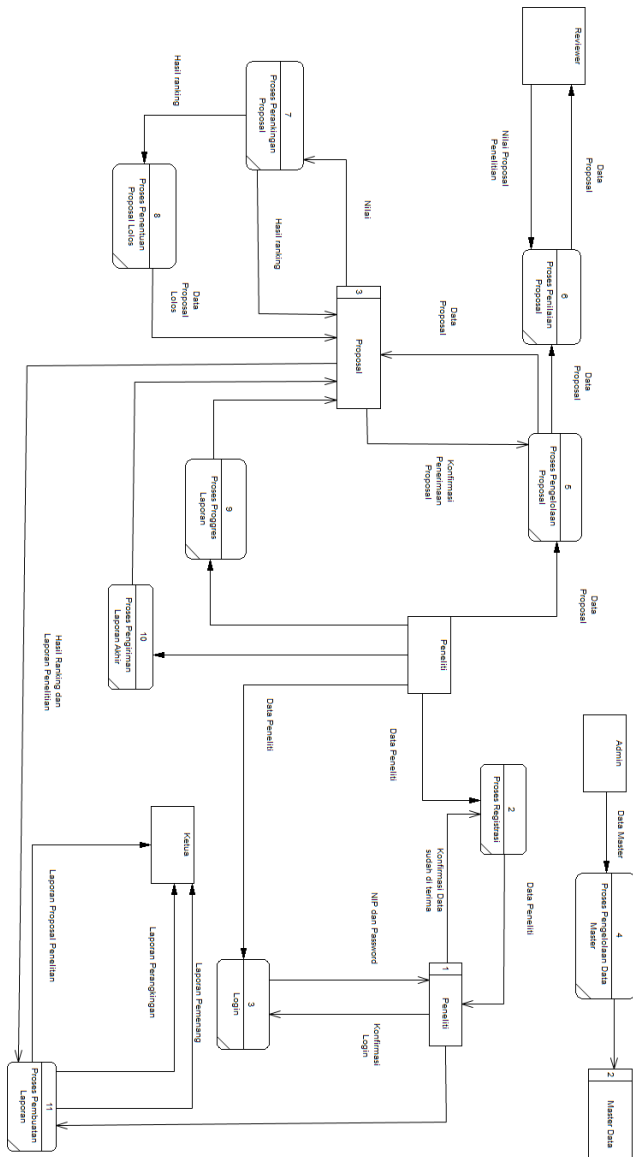 Reviewer
Data
Proposal
Nilai Proposal
Penelitian
6
Proses Penilaian
Proposal
Data
Proposal
5
Proses Pengelolaan
Proposal
Data
Proposal
Admin
Data Master
4
Proses Pengelolaan Data
Master
2
Master Data
7
Proses Perankingan
Proposal
Hasil ranking
8
Proses Penentuan
Proposal Lolos
Nilai
Hasil ranking
Data
Proposal
Lolos
3
Proposal
Data
Proposal
Konfirmasi
Penerimaan
Proposal
9
Proses Proggres
Laporan
10
Proses Pengiriman
Laporan Akhir
Peneliti
Data Peneliti
2
Proses Registrasi
Data Peneliti
Konfirmasi Data
sudah di terima
Data Peneliti
3
Login
NIP dan Password
Konfirmasi
Login
1
Peneliti
Hasil Ranking dan
Laporan Penelitian
Ketua
Laporan Proposal Penelitan
Laporan Perangkingan
Laporan Pemenang
11
Proses Pembuatan
Laporan